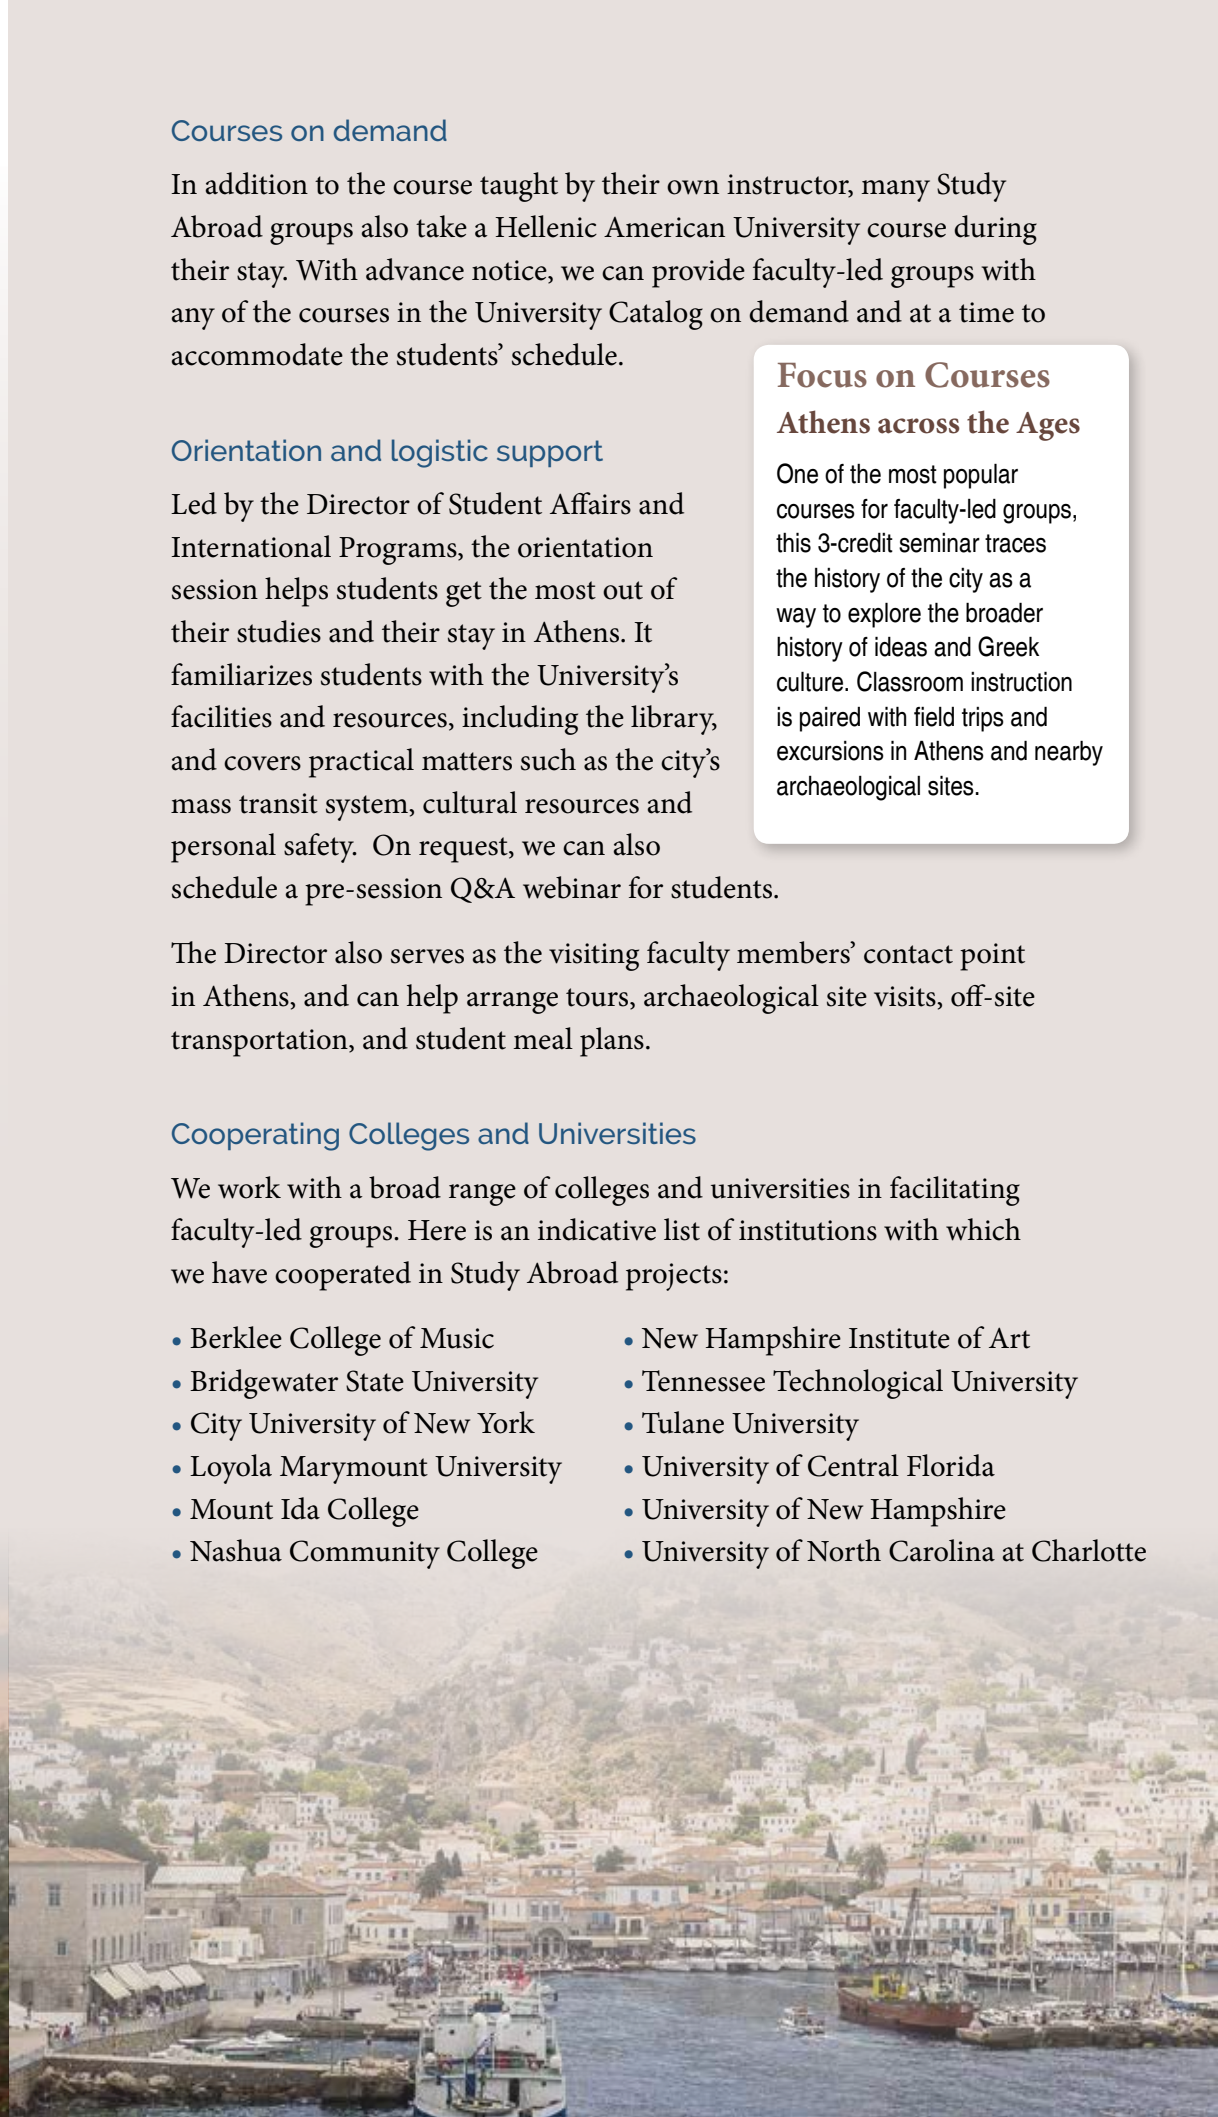 Courses on demand
In addition to the course taught by their own instructor, many Study
Abroad groups also take a Hellenic American University course during
their stay. With advance notice, we can provide faculty-led groups with
any of the courses in the University Catalog on demand and at a time to
accommodate the students’ schedule.
Orientation and logistic support
Led by the Director of Student Affairs and
International Programs, the orientation
session helps students get the most out of
their studies and their stay in Athens. It
familiarizes students with the University’s
facilities and resources, including the library,
and covers practical matters such as the city’s
mass transit system, cultural resources and
personal safety.  On request, we can also
schedule a pre-session Q&A webinar for students.
The Director also serves as the visiting faculty members’ contact point
in Athens, and can help arrange tours, archaeological site visits, off-site
transportation, and student meal plans.
Focus on Courses
Athens across the Ages
One of the most popular
courses for faculty-led groups,
this 3-credit seminar traces
the history of the city as a
way to explore the broader
history of ideas and Greek
culture. Classroom instruction
is paired with field trips and
excursions in Athens and nearby
archaeological sites.
Cooperating Colleges and Universities
We work with a broad range of colleges and universities in facilitating
faculty-led groups. Here is an indicative list of institutions with which
we have cooperated in Study Abroad projects:
• Berklee College of Music
• Bridgewater State University
• City University of New York
• Loyola Marymount University
• Mount Ida College
• Nashua Community College
• New Hampshire Institute of Art
• Tennessee Technological University
• Tulane University
• University of Central Florida
• University of New Hampshire
• University of North Carolina at Charlotte